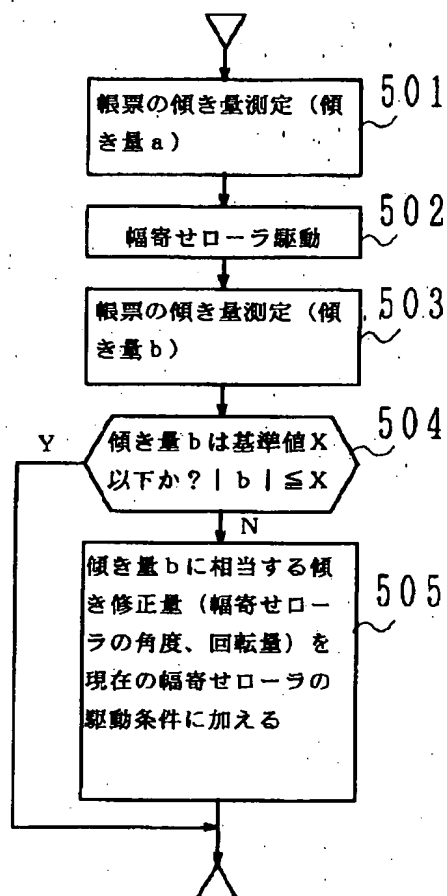 501
帳票の傾き量測定（傾
き量a）
502
幅寄せローラ駆動
503
帳票の傾き量測定（傾
き量b）
504
Y
傾き量bは基準値X
以下か？｜b｜≦X
N
505
傾き量bに相当する傾
き修正量（幅寄せロー
ラの角度、回転量）を
現在の幅寄せローラの
駆動条件に加える